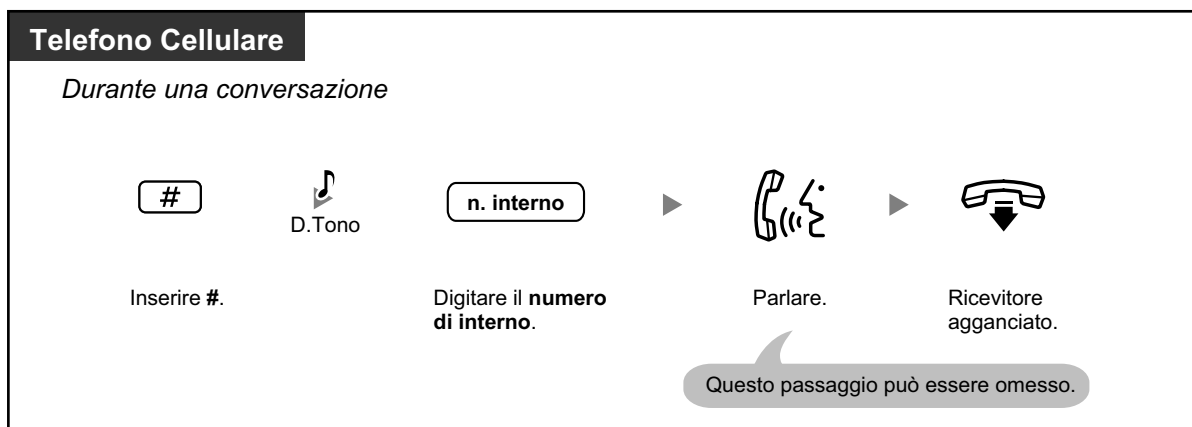 Telefono Cellulare
Durante una conversazione
#
D.Tono
n. interno
Inserire #.
Digitare il numero
di interno.
Parlare.
Ricevitore
agganciato.
Questo passaggio può essere omesso.